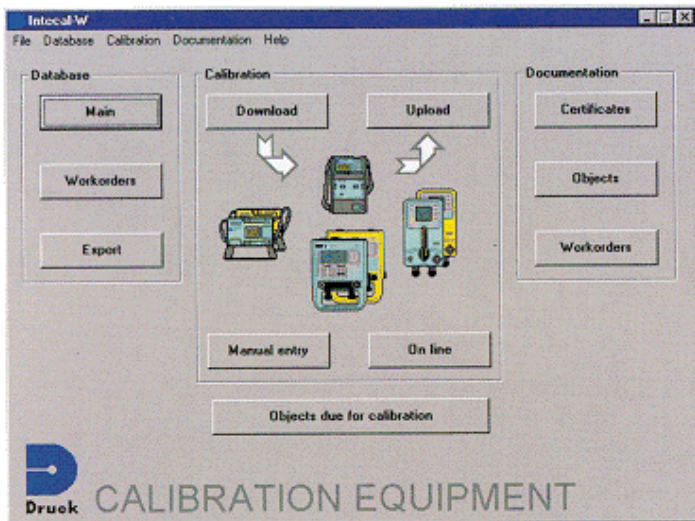 Intecal-W
File Database Calibration Documentation Help
Database
Main
Workorders
Export
Calibration
Download Upload
Manual entry On line
Documentation
Certificates
Objects
Workorders
Objects due for calibration
Druck CALIBRATION EQUIPMENT